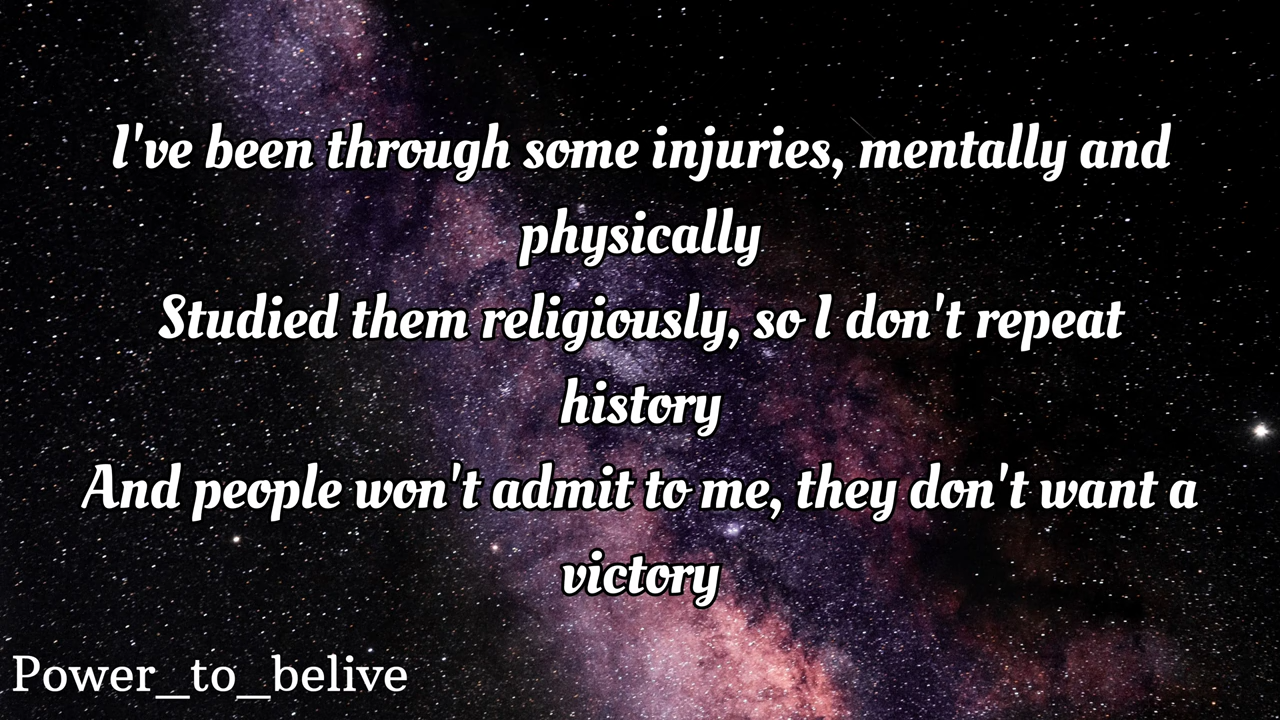 I've been through some injuries, mentally and
physically
Studied them religiously, so I don't repeat
history
And people won't admit to me, they don't want a
victory
Power_to_belive